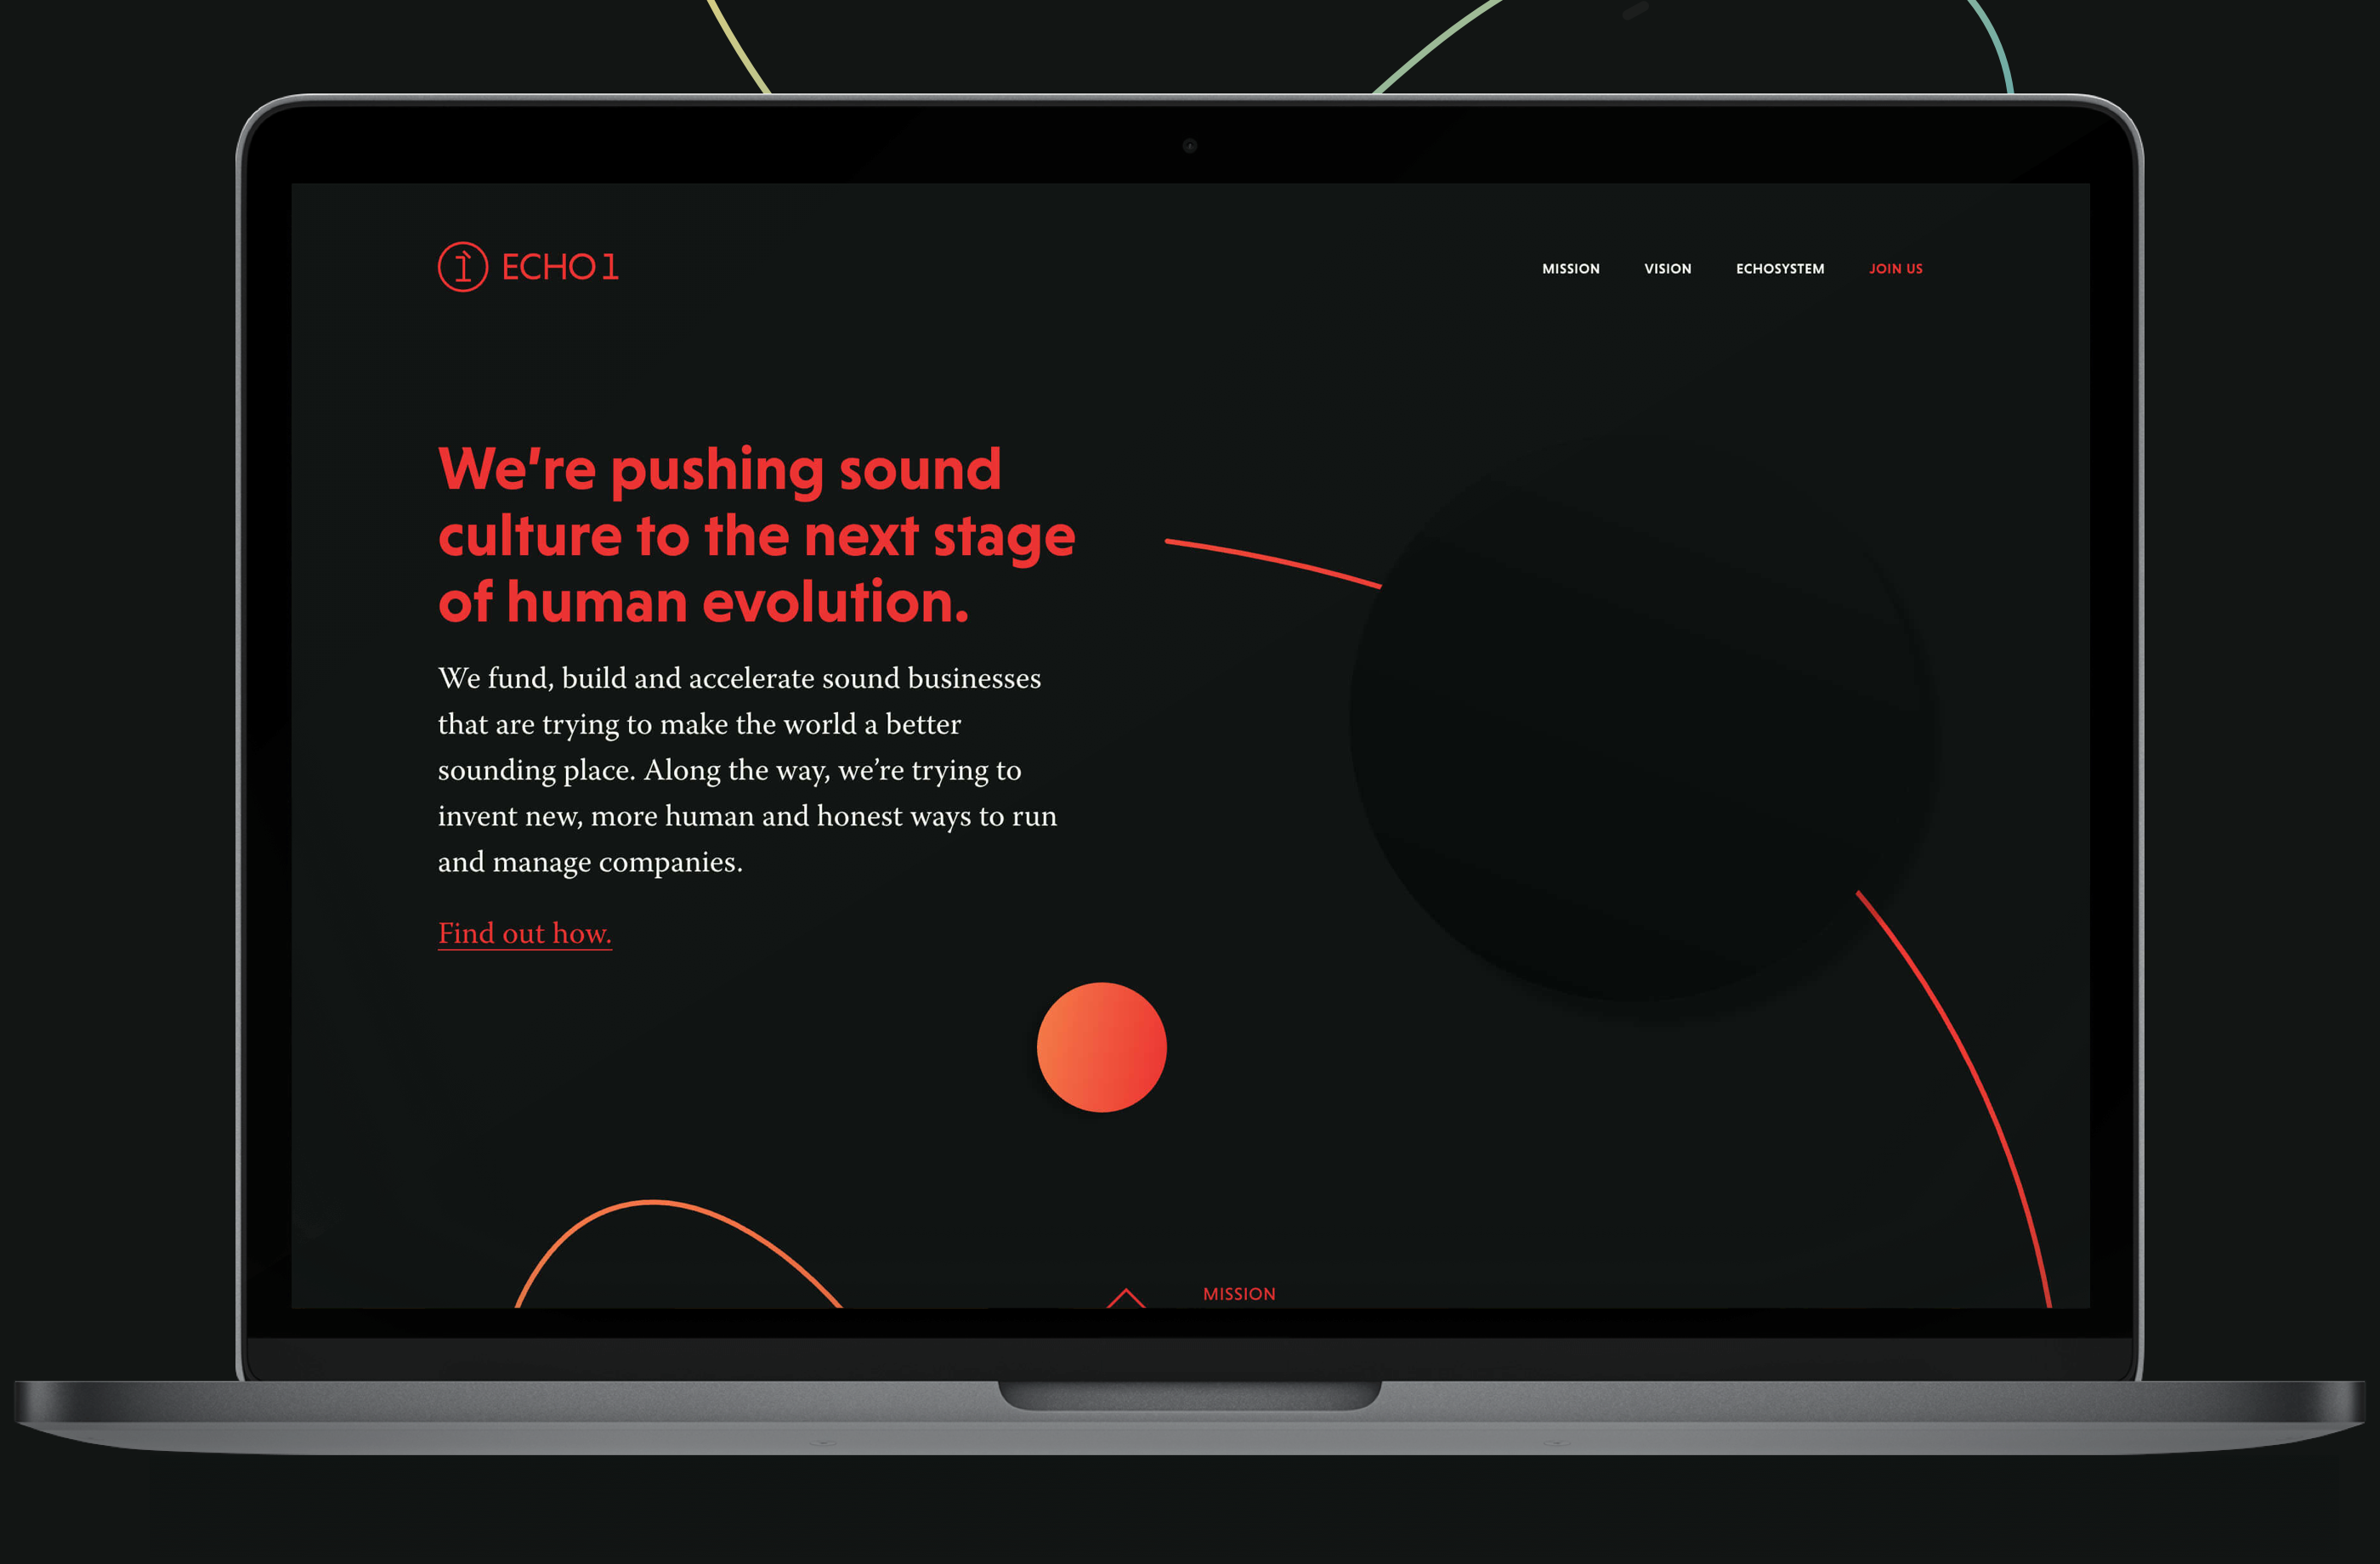 ECHO1
MISSION VISION ECHOSYSTEM JOIN US
We’re pushing sound
culture to the next stage
of human evolution.
We fund, build and accelerate sound businesses
that are trying to make the world a better
sounding place. Along the way, we’re trying to
invent new, more human and honest ways to run
and manage companies.
Find out how.
MISSION